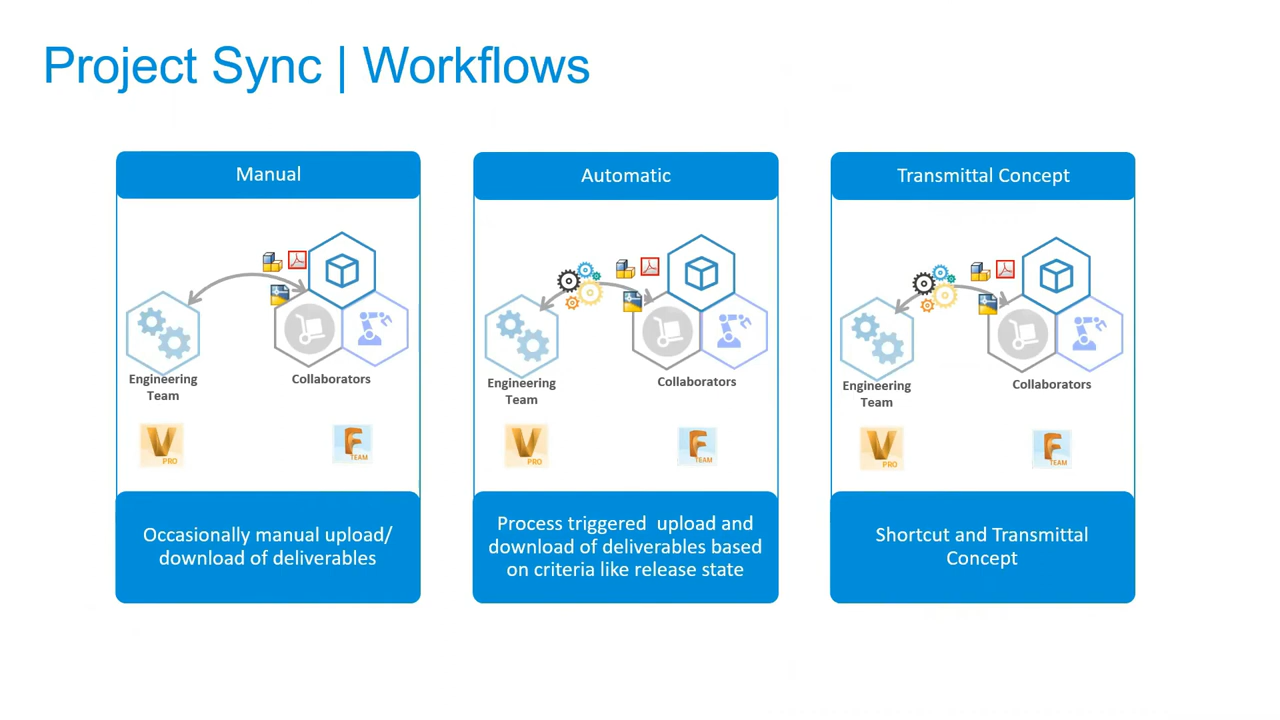 Project Sync | Workflows
Manual
Engineering
Team
Collaborators
V
PRO
F
TEAM
Occasionally manual upload/
download of deliverables
Automatic
Engineering
Team
Collaborators
V
PRO
F
TEAM
Process triggered  upload and
download of deliverables based
on criteria like release state
Transmittal Concept
Engineering
Team
Collaborators
V
PRO
F
TEAM
Shortcut and Transmittal
Concept